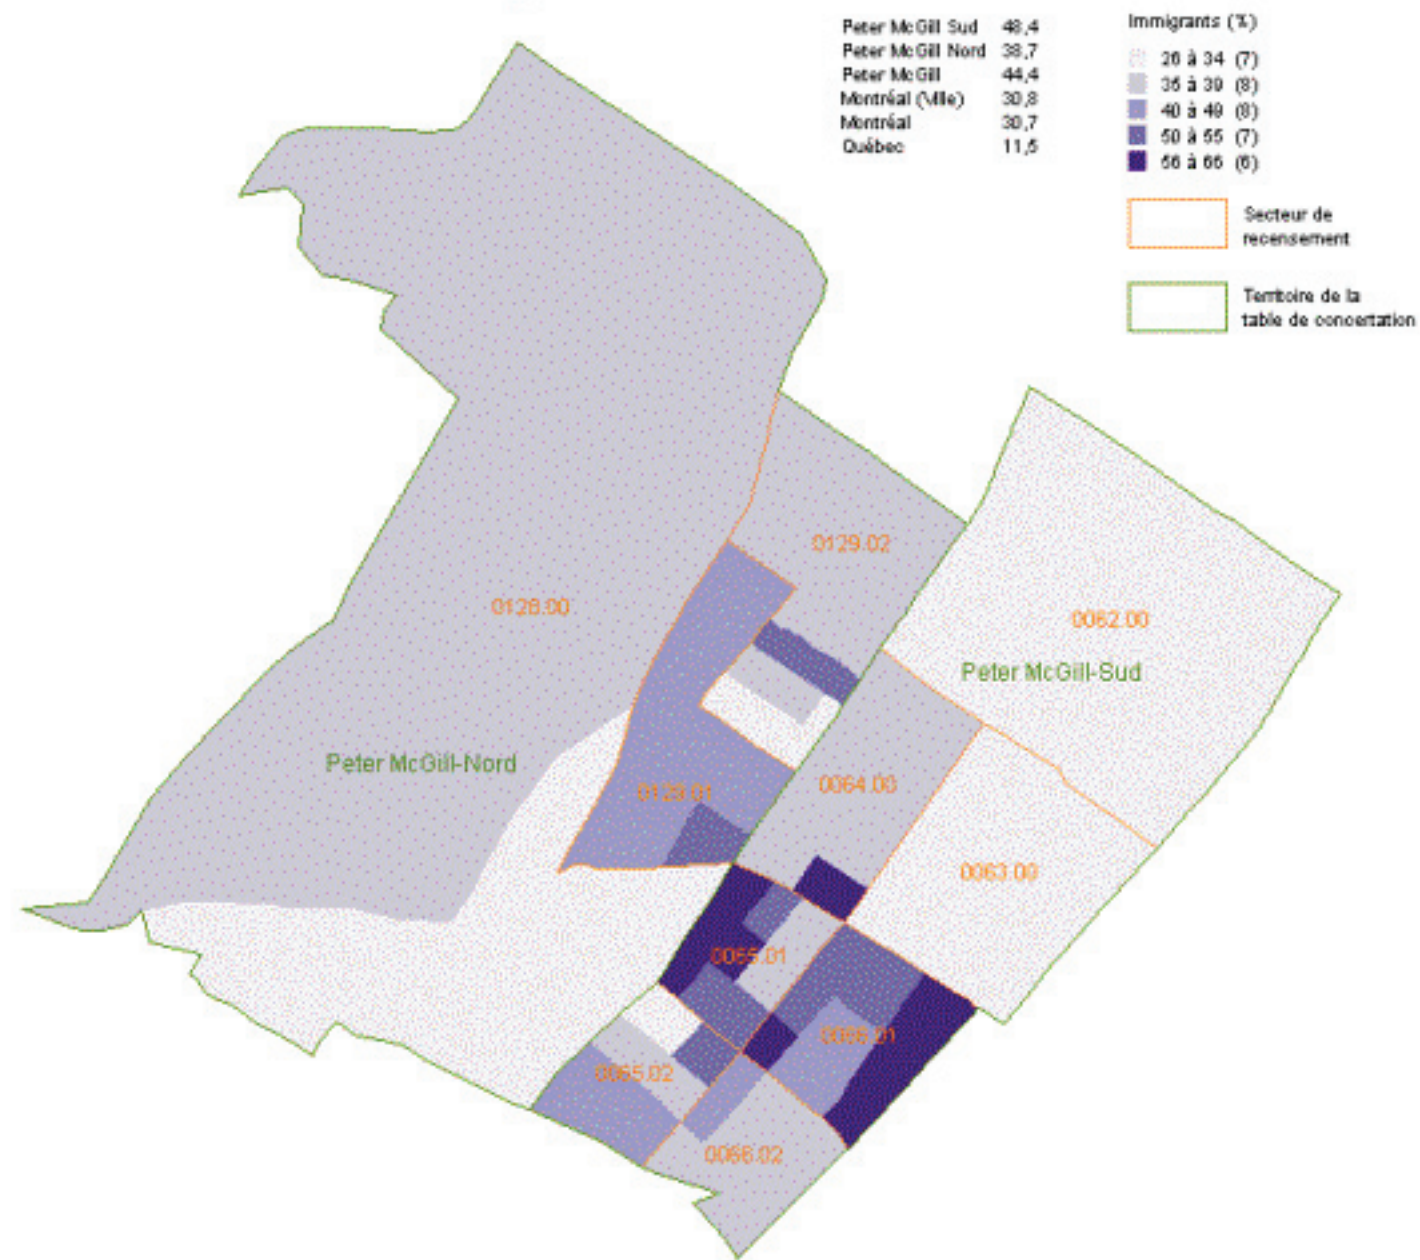 Peter McGill Sud 48,4
Peter McGill Nord 38,7
Peter McGill 44,4
Montréal (Ville) 30,8
Montréal 30,7
Québec 11,5
Immigrants (%)
26 à 34 (7)
35 à 39 (8)
40 à 49 (8)
50 à 55 (7)
56 à 66 (6)
Secteur de
recensement
Territoire de la
table de concertation
0129.02
0128.00
0062.00
Peter McGill-Sud
Peter McGill-Nord
0129.01
0064.00
0063.00
0065.01
0066.01
0065.02
0066.02